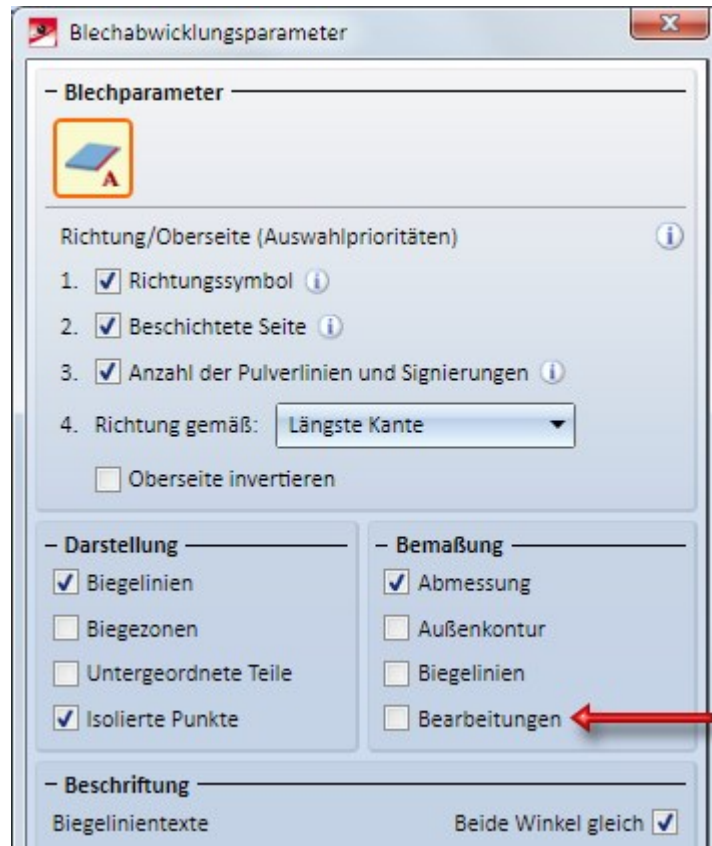 Blechabwicklungsparameter
Blechparameter
A
Richtung/Oberseite (Auswahlprioritäten)
1. Richtungssymbol
2. Beschichtete Seite
3. Anzahl der Pulverlinien und Signierungen
4. Richtung gemäß: Längste Kante
Oberseite invertieren
Darstellung
Biegelinien
Biegezonen
Untergeordnete Teile
Isolierte Punkte
Bemaßung
Abmessung
Außenkontur
Biegelinien
Bearbeitungen
Beschriftung
Biegelinientexte Beide Winkel gleich